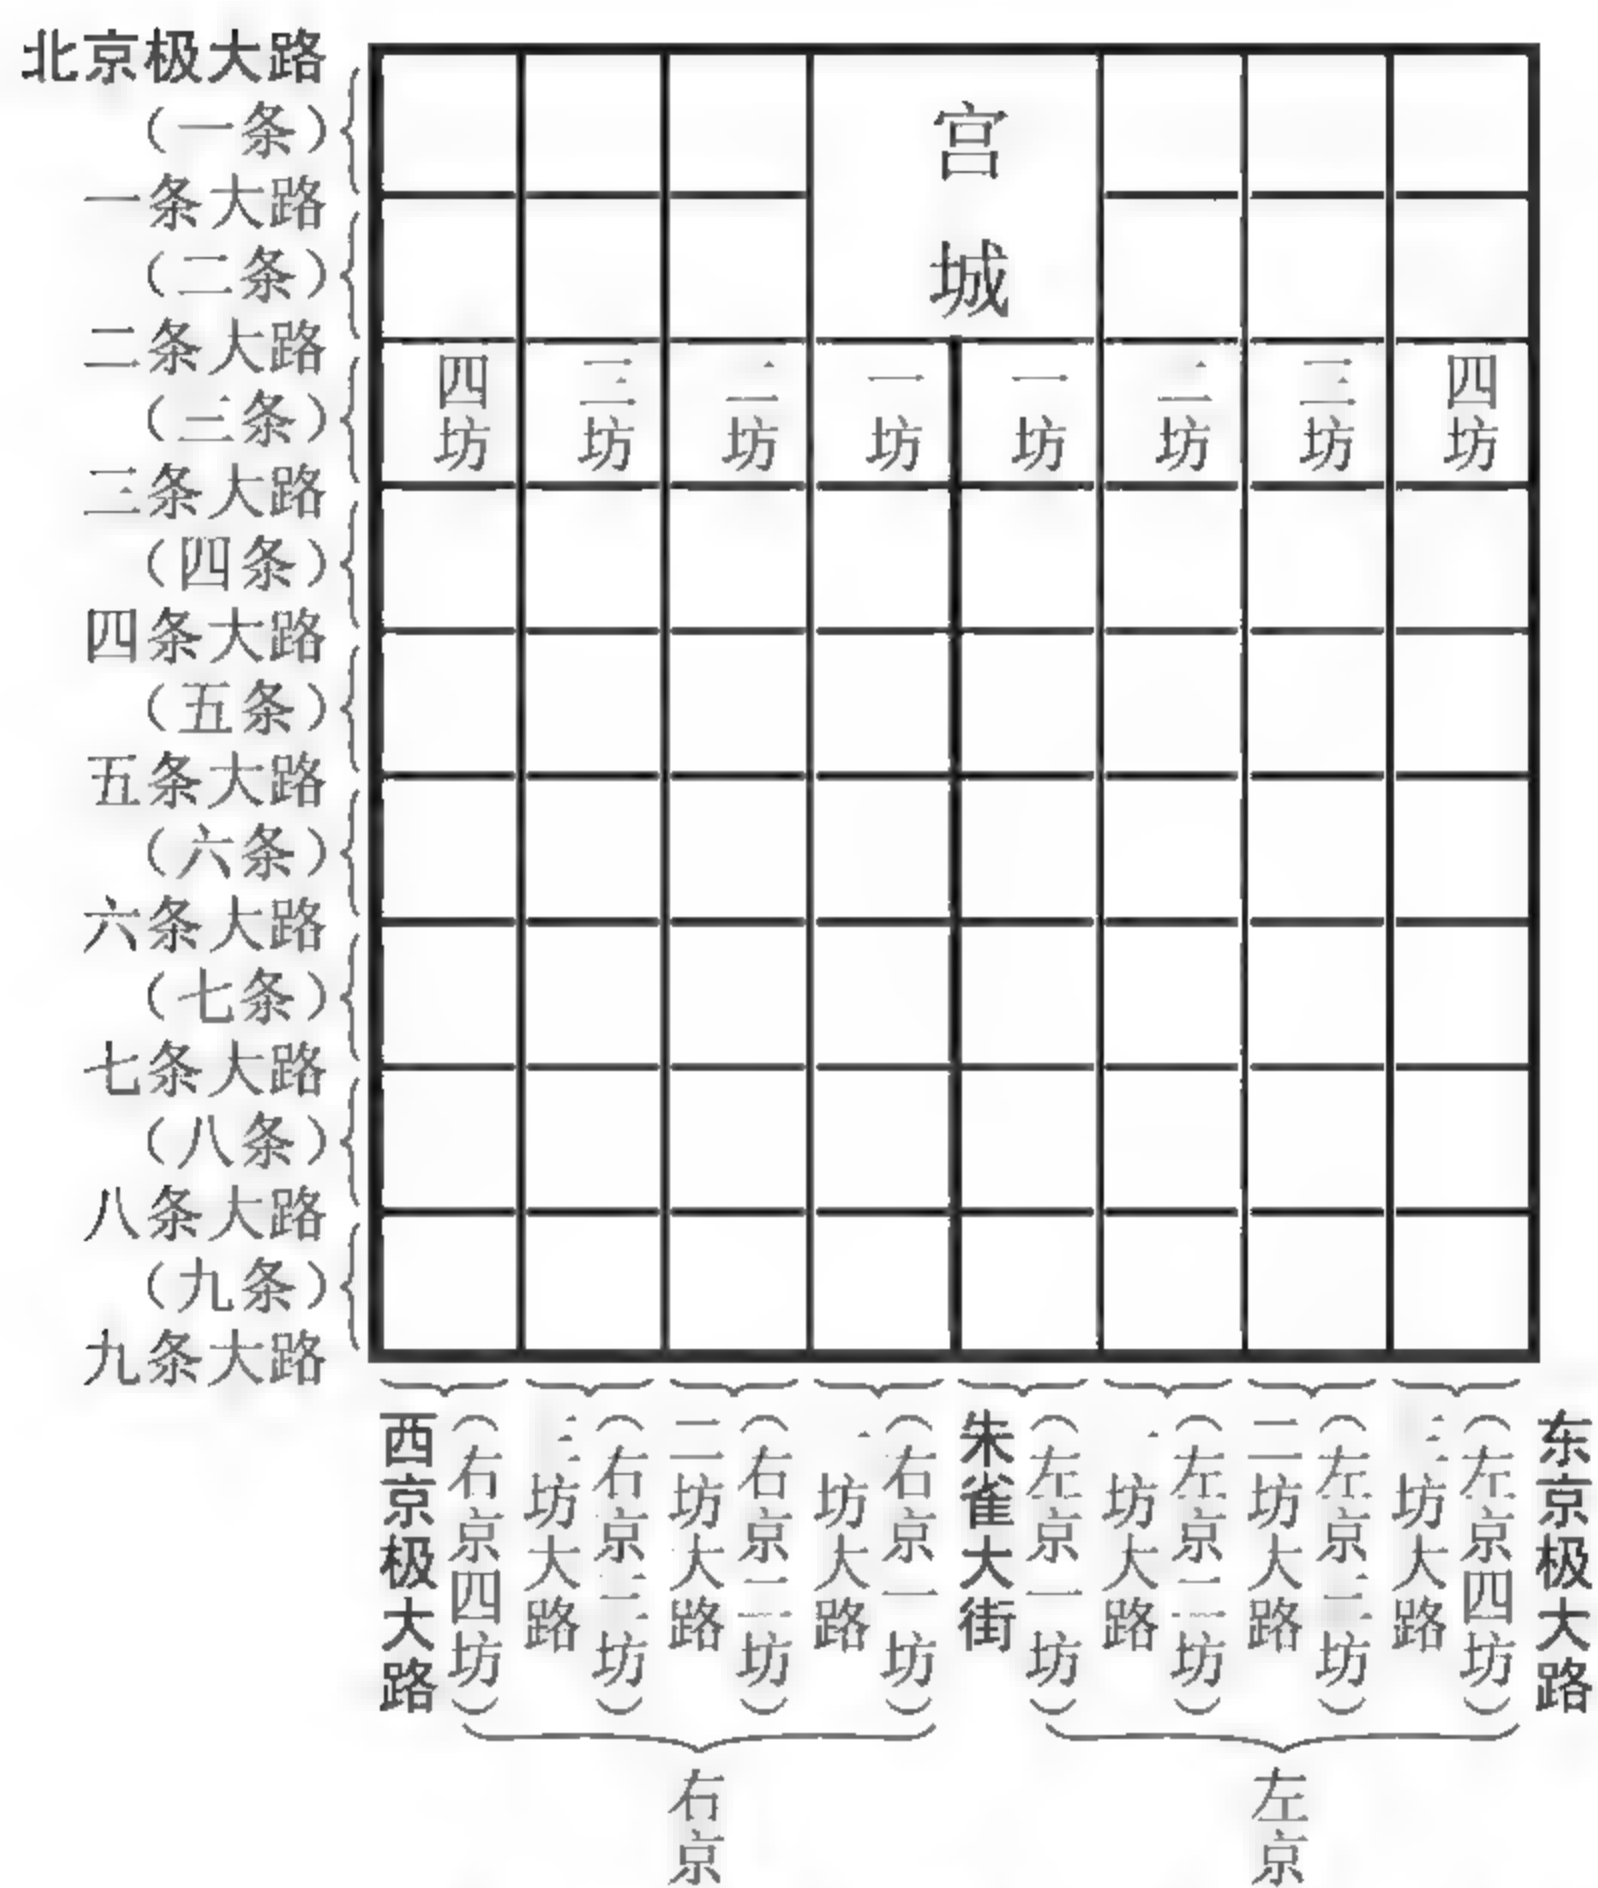 北京极大路
（一条）
一条大路
（二条）
二条大路
（三条）
三条大路
（四条）
四条大路
（五条）
五条大路
（六条）
六条大路
（七条）
七条大路
（八条）
八条大路
（九条）
九条大路
宫城
四坊
三坊
二坊
一坊
一坊
二坊
三坊
四坊
西京极大路
（右京四坊）
三坊大路
（右京三坊）
二坊大路
（右京二坊）
一坊大路
（右京一坊）
朱雀大街
（左京一坊）
一坊大路
（左京二坊）
二坊大路
（左京三坊）
三坊大路
（左京四坊）
东京极大路
右京
左京